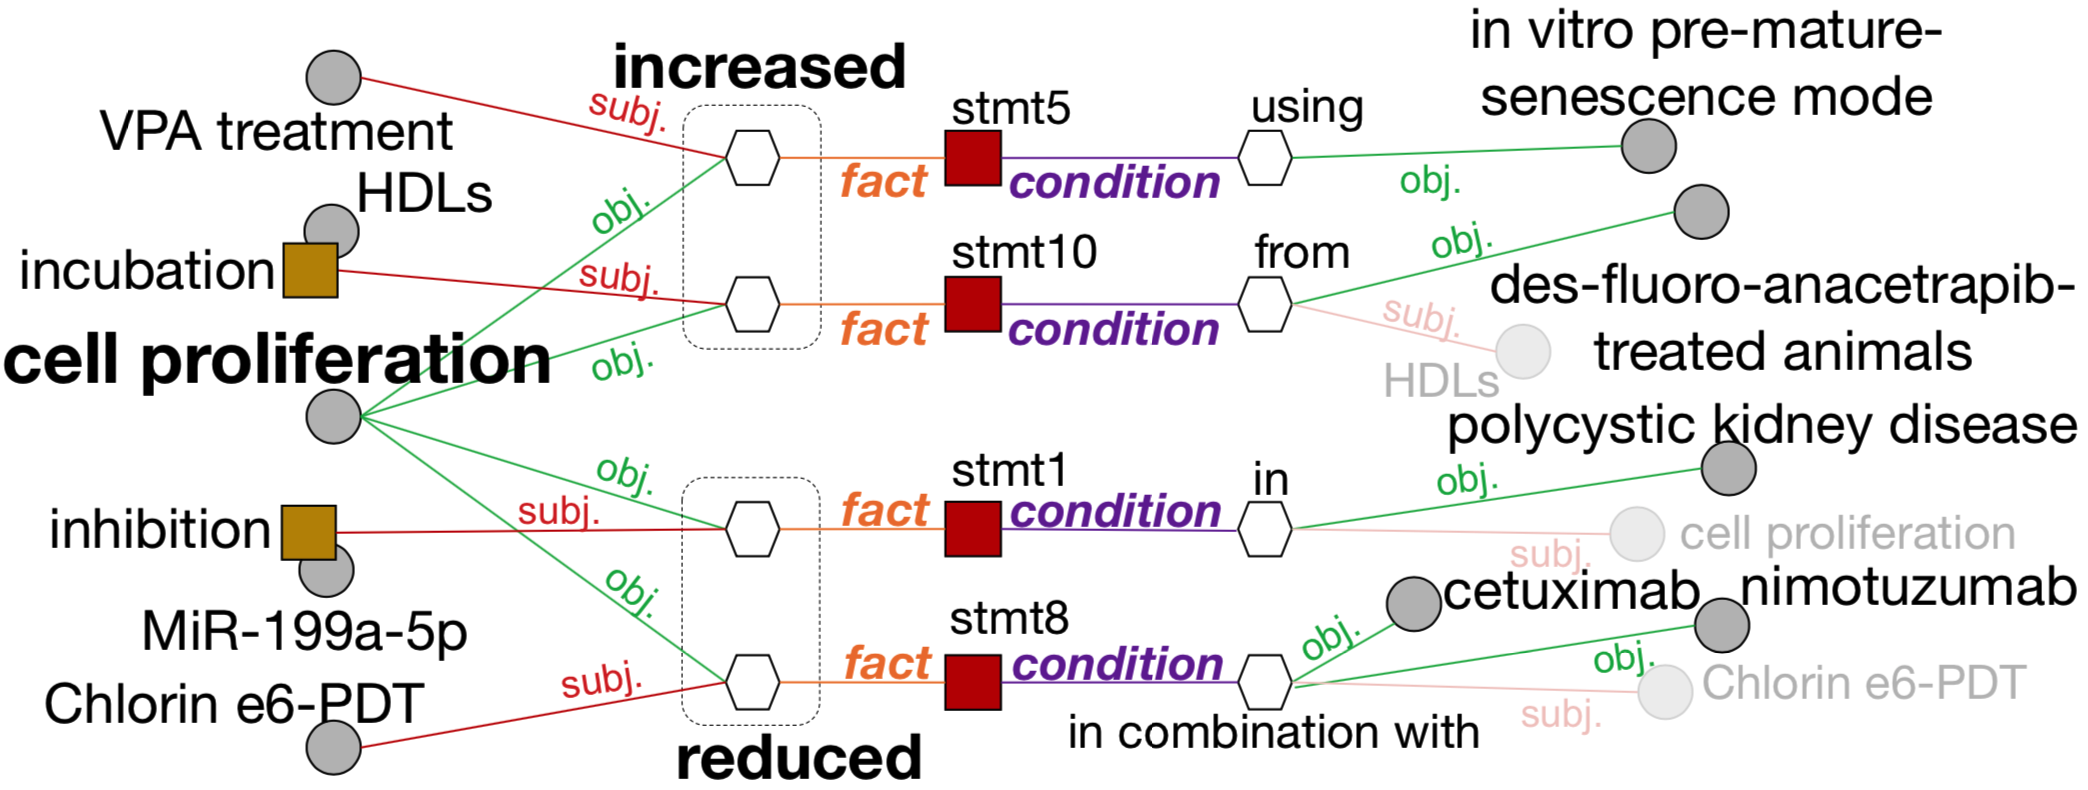 in vitro pre-mature-
senescence mode
increased
VPA treatment
subj.
stmt5
using
fact
condition
obj.
obj.
HDLs
incubation
subj.
stmt10
from
obj.
fact
condition
subj.
HDLs
des-fluoro-anacetrapib-
treated animals
cell proliferation
obj.
polycystic kidney disease
obj.
stmt1
in
obj.
inhibition
subj.
fact
condition
cell proliferation
subj.
MiR-199a-5p
obj.
stmt8
cetuximab
nimotuzumab
obj.
obj.
Chlorin e6-PDT
subj.
fact
condition
Chlorin e6-PDT
subj.
in combination with
reduced